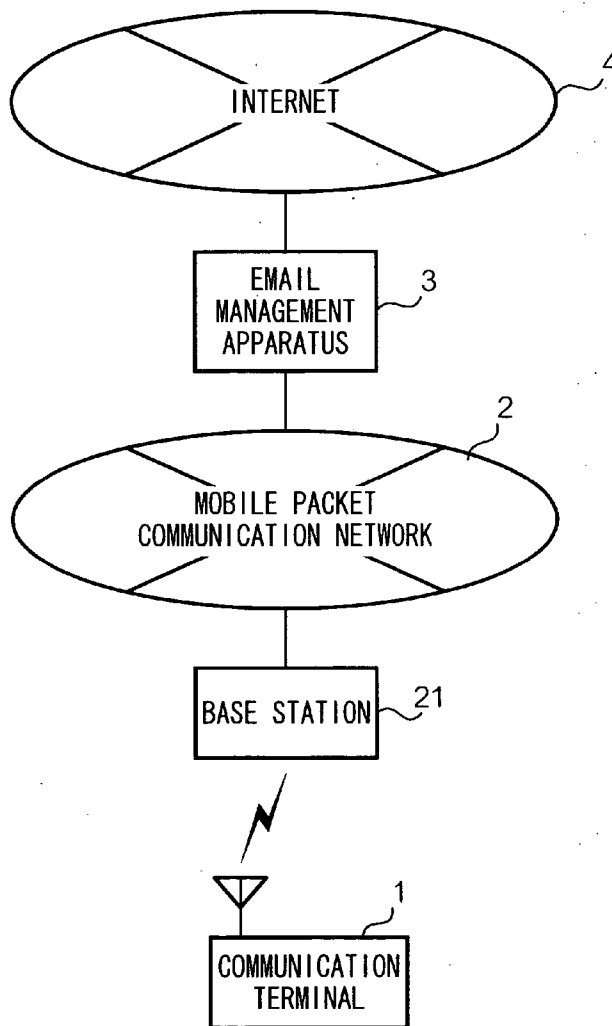 INTERNET
4
EMAIL
MANAGEMENT
APPARATUS
3
2
MOBILE PACKET
COMMUNICATION NETWORK
BASE STATION
21
1
COMMUNICATION
TERMINAL